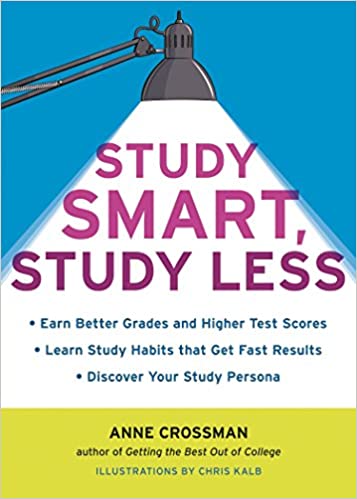 STUDY
SMART,
STUDY LESS
• Earn Better Grades and Higher Test Scores
• Learn Study Habits that Get Fast Results
• Discover Your Study Persona
ANNE CROSSMAN
author of Getting the Best Out of College
ILLUSTRATIONS BY CHRIS KALB